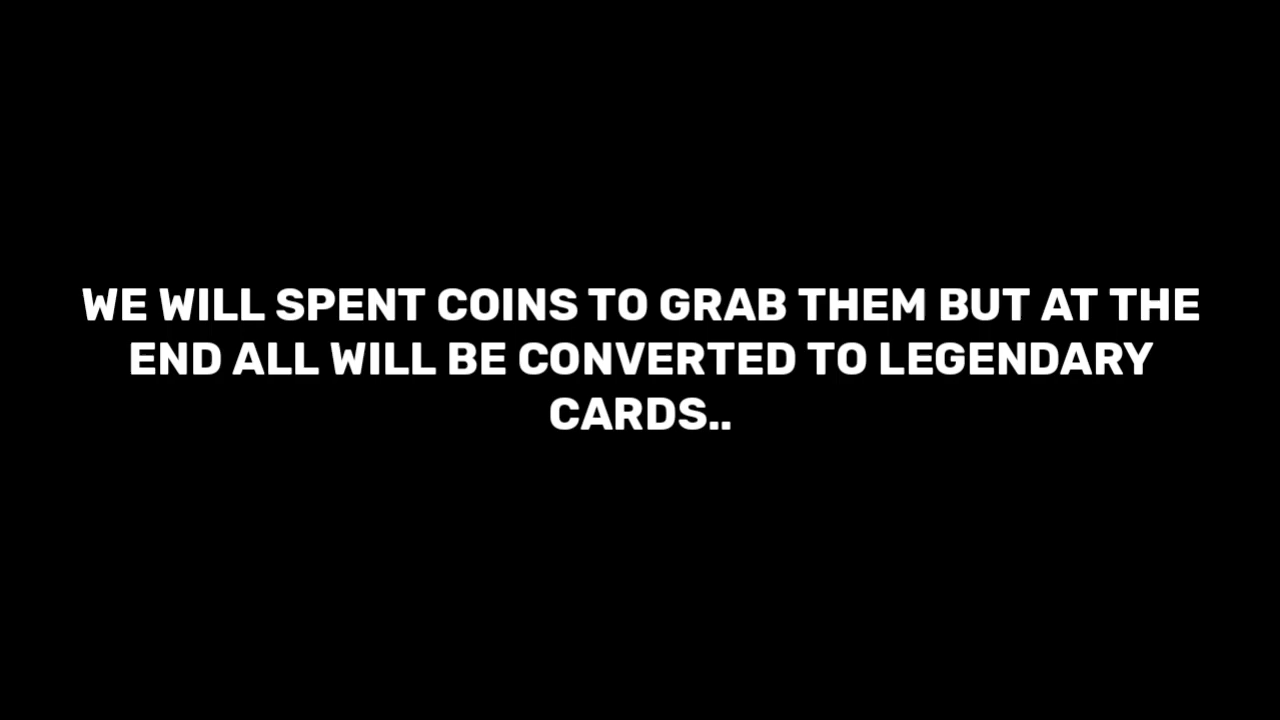 WE WILL SPENT COINS TO GRAB THEM BUT AT THE
END ALL WILL BE CONVERTED TO LEGENDARY
CARDS..